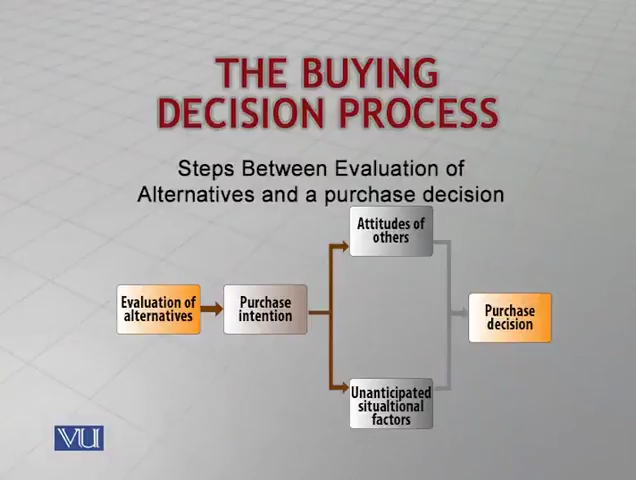 THE BUYING
DECISION PROCESS
Steps Between Evaluation of
Alternatives and a purchase decision
Attitudes of
others
Evaluation of
alternatives
Purchase
intention
Purchase
decision
Unanticipated
situaltional
factors
VU